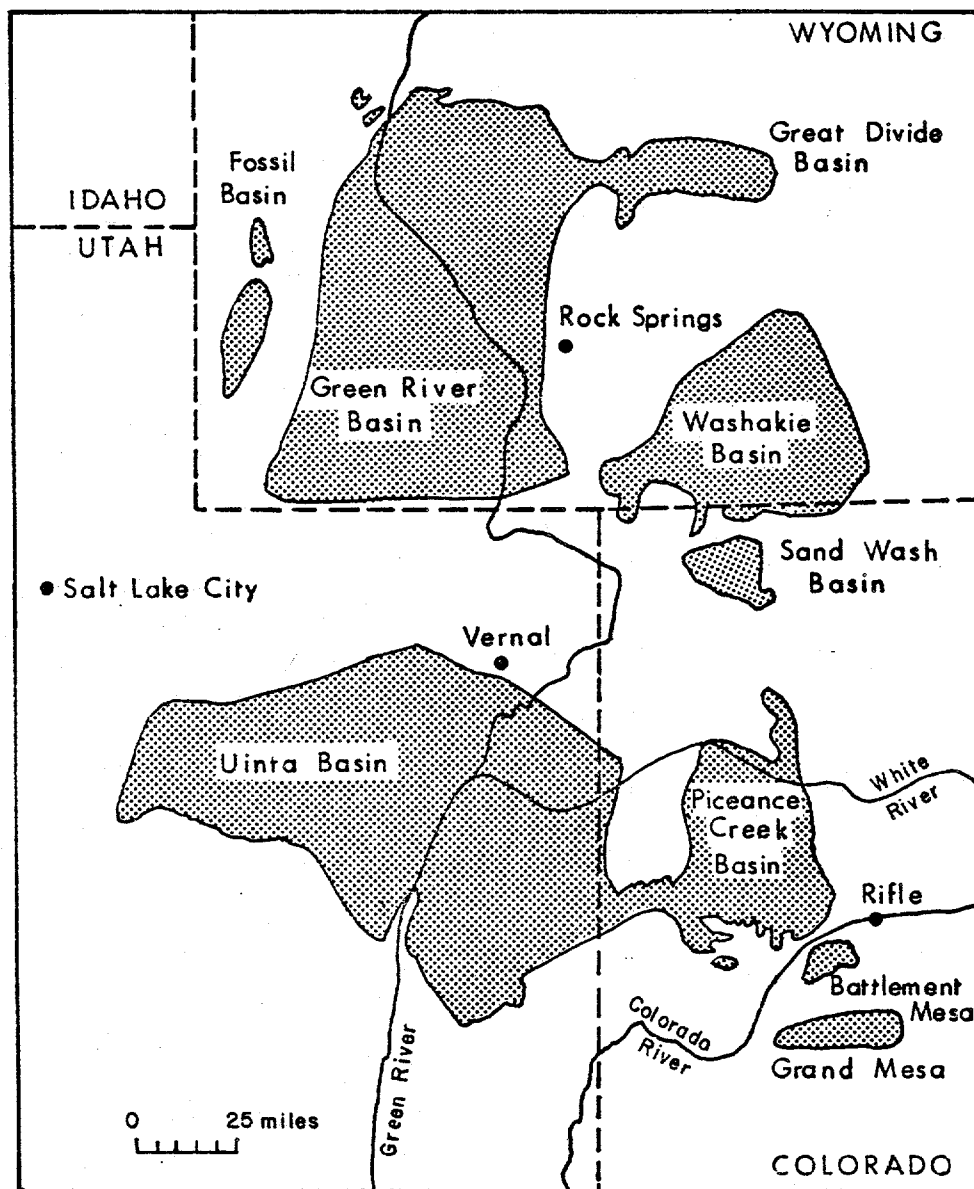 WYOMING
Great Divide
Basin
Fossil
Basin
IDAHO
UTAH
Rock Springs
Green River
Basin
Washakie
Basin
Sand Wash
Basin
Salt Lake City
Vernal
Uinta Basin
White
River
Piceance
Creek
Basin
Rifle
Battlement
Mesa
Colorado
River
Grand Mesa
Green River
0 25 miles
COLORADO